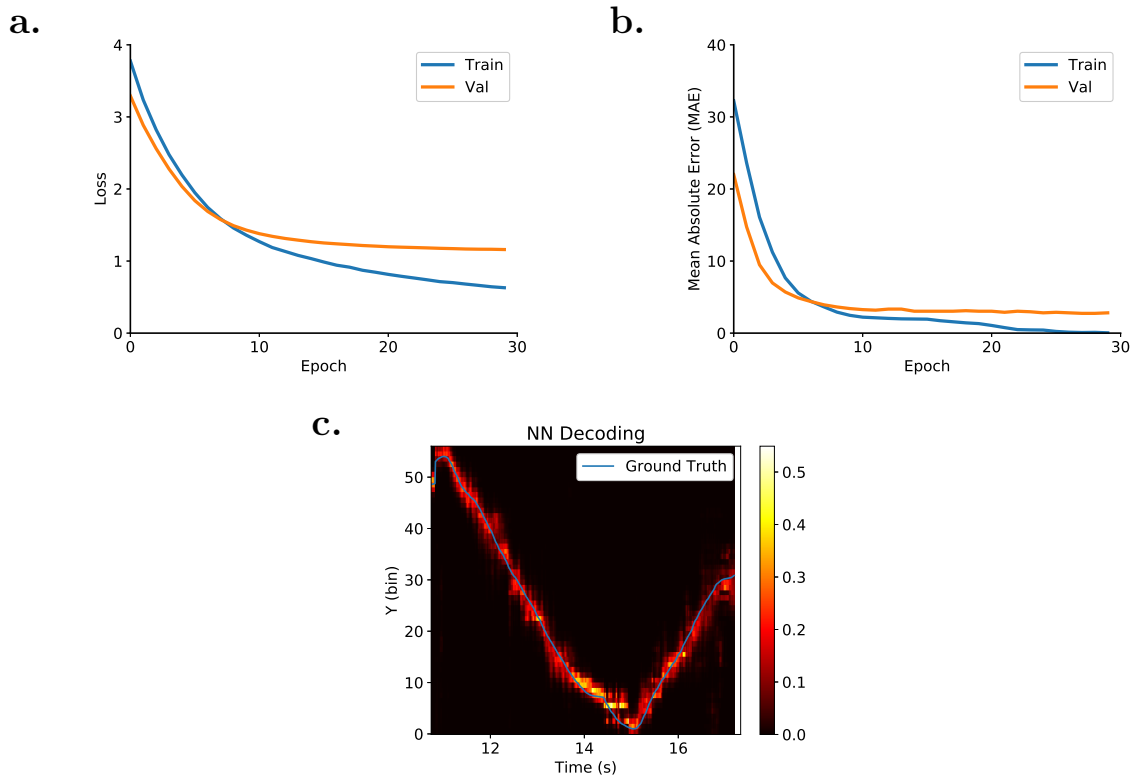 a.
4
3
2
1
0
Loss
0 10 20 30
Epoch
Train
Val
b.
40
30
20
10
0
Mean Absolute Error (MAE)
0 10 20 30
Epoch
Train
Val
c.
NN Decoding
Ground Truth
50
40
30
20
10
0
Y (bin)
12 14 16
Time (s)
0.5
0.4
0.3
0.2
0.1
0.0